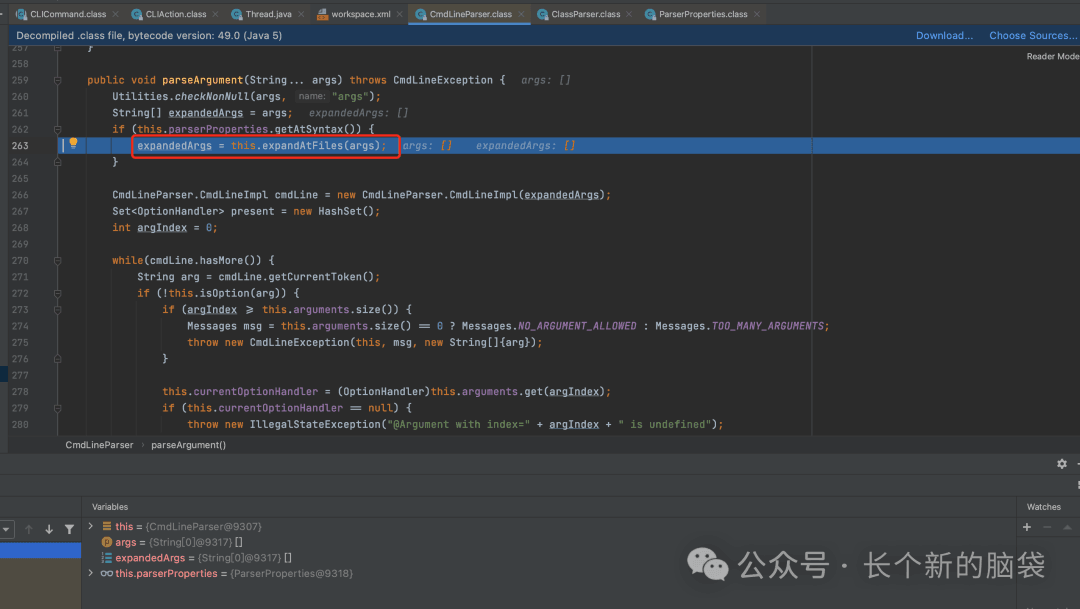 CLICommand.class CLIAction.class Thread.java workspace.xml CmdLineParser.class ClassParser.class ParserProperties.class
Decompiled .class file, bytecode version: 49.0 (Java 5) Download... Choose Sources...
Reader Mode
257 }
258
259 public void parseArgument(String... args) throws CmdLineException { args: []
260 Utilities.checkNonNull(args, name: "args");
261 String[] expandedArgs = args; expandedArgs: []
262 if (this.parserProperties.getAtSyntax()) {
263 expandedArgs = this.expandAtFiles(args); args: [] expandedArgs: []
264 }
265
266 CmdLineParser.CmdLineImpl cmdLine = new CmdLineParser.CmdLineImpl(expandedArgs);
267 Set<OptionHandler> present = new HashSet();
268 int argIndex = 0;
269
270 while(cmdLine.hasMore()) {
271 String arg = cmdLine.getCurrentToken();
272 if (!this.isOption(arg)) {
273 if (argIndex >= this.arguments.size()) {
274 Messages msg = this.arguments.size() == 0 ? Messages.NO_ARGUMENT_ALLOWED : Messages.TOO_MANY_ARGUMENTS;
275 throw new CmdLineException(this, msg, new String[]{arg});
276 }
277
278 this.currentOptionHandler = (OptionHandler)this.arguments.get(argIndex);
279 if (this.currentOptionHandler == null) {
280 throw new IllegalStateException("@Argument with index=" + argIndex + " is undefined");
CmdLineParser › parseArgument()
Variables Watches
this = {CmdLineParser@9307}
args = {String[0]@9317} []
expandedArgs = {String[0]@9317} []
this.parserProperties = {ParserProperties@9318}
公众号 · 长个新的脑袋